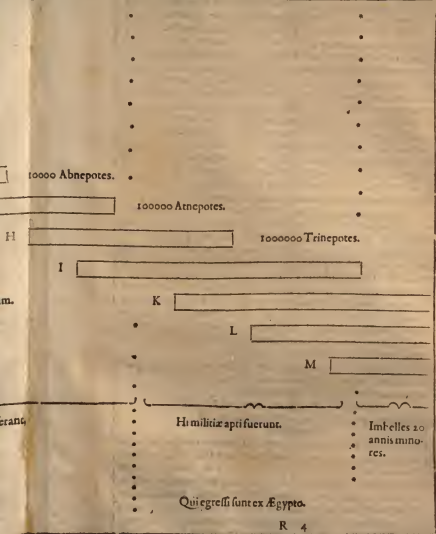 10000 Abnepotes.
100000 Atnepotes.
H 1000000 Trinepotes.
I
m. K
L
M
erant, Hi militiæ apti fuerunt. Imbelles 20
annis mino-
res.
Qui egressi sunt ex Ægypto.
R 4